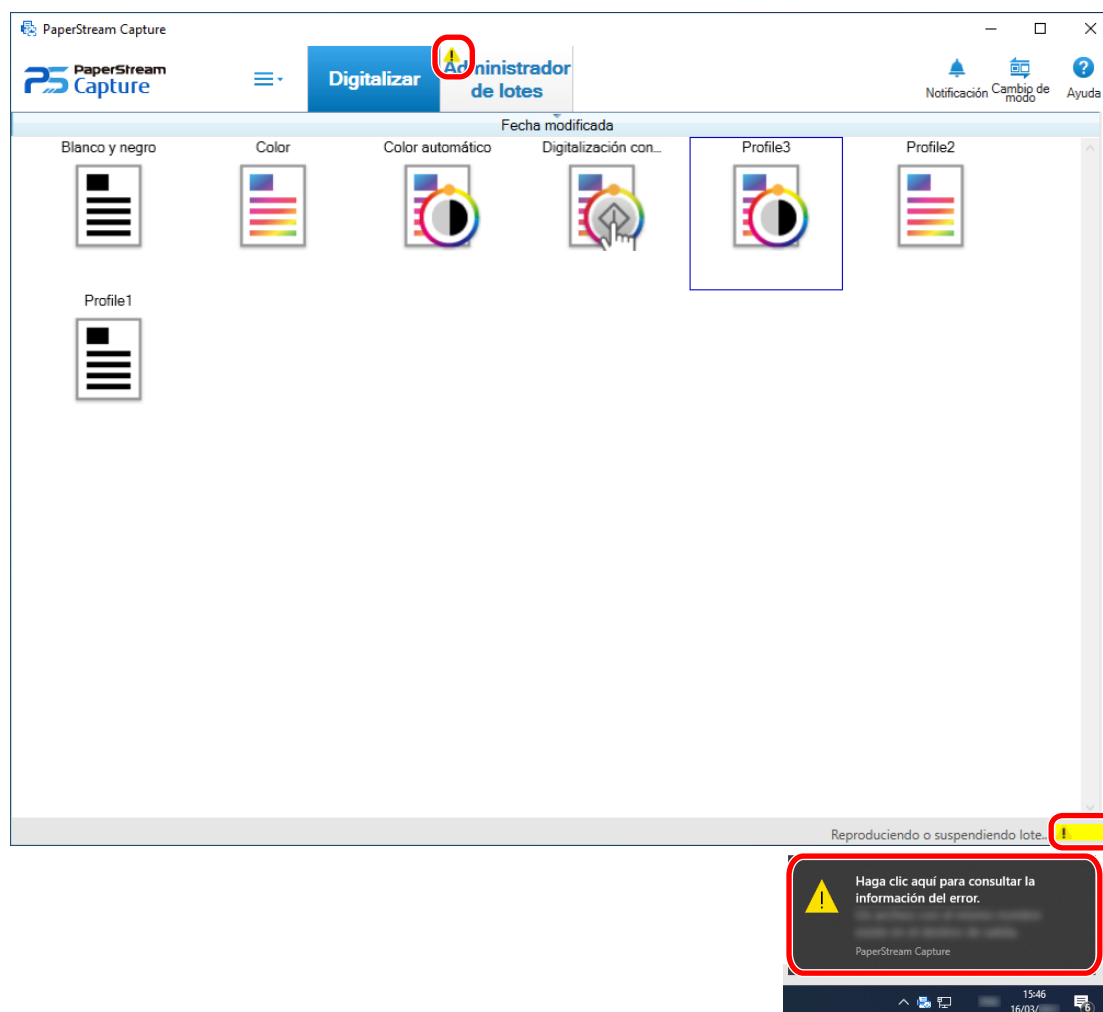 PaperStream Capture
PaperStream
Capture
Digitalizar
Administrador
de lotes
Notificación
Cambio de
modo
Ayuda
Fecha modificada
Blanco y negro
Color
Color automático
Digitalización con...
Profile3
Profile2
Profile1
Reproduciendo o suspendiendo lote...
Haga clic aquí para consultar la
información del error.
PaperStream Capture
15:46
16/03/
6